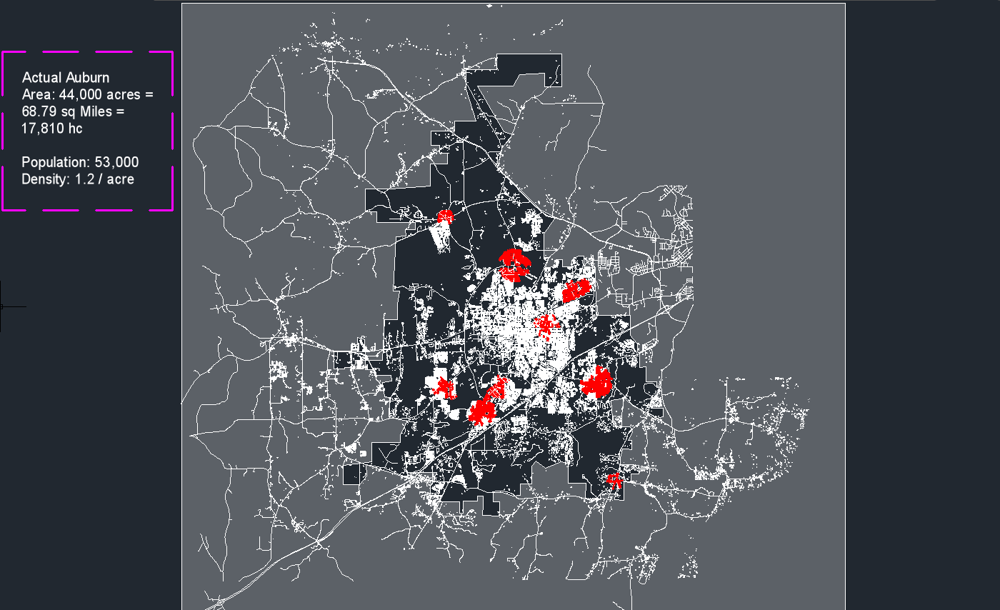 Actual Auburn
Area: 44,000 acres =
68.79 sq Miles =
17,810 hc
Population: 53,000
Density: 1.2 / acre